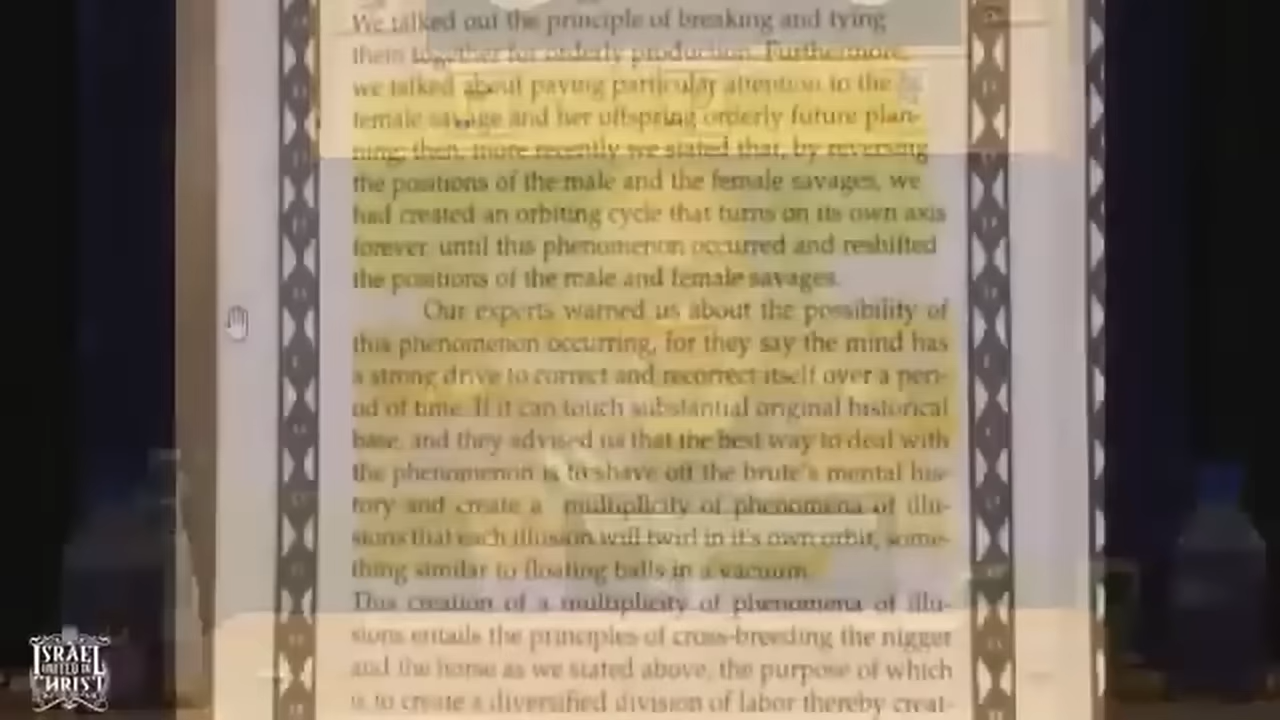 We talked out the principle of breaking and tying
them together for orderly production. Furthermore,
we talked about paying particular attention to the
female savage and her offspring orderly future plan-
ning; then, more recently we stated that, by reversing
the positions of the male and the female savages, we
had created an orbiting cycle that turns on its own axis
forever, until this phenomenon occurred and reshifted
the positions of the male and female savages.
Our experts warned us about the possibility of
this phenomenon occurring, for they say the mind has
a strong drive to correct and recorrect itself over a peri-
od of time. If it can touch substantial original historical
base, and they advised us that the best way to deal with
the phenomenon is to shave off the brute's mental his-
tory and create a multiplicity of phenomena of illu-
sions that each illusion will twirl in it's own orbit, some-
thing similar to floating balls in a vacuum.
This creation of a multiplicity of phenomena of illu-
sions entails the principles of cross-breeding the nigger
and the horse as we stated above, the purpose of which
is to create a diversified division of labor thereby creat-
ISRAEL
UNITED IN
CHRIST